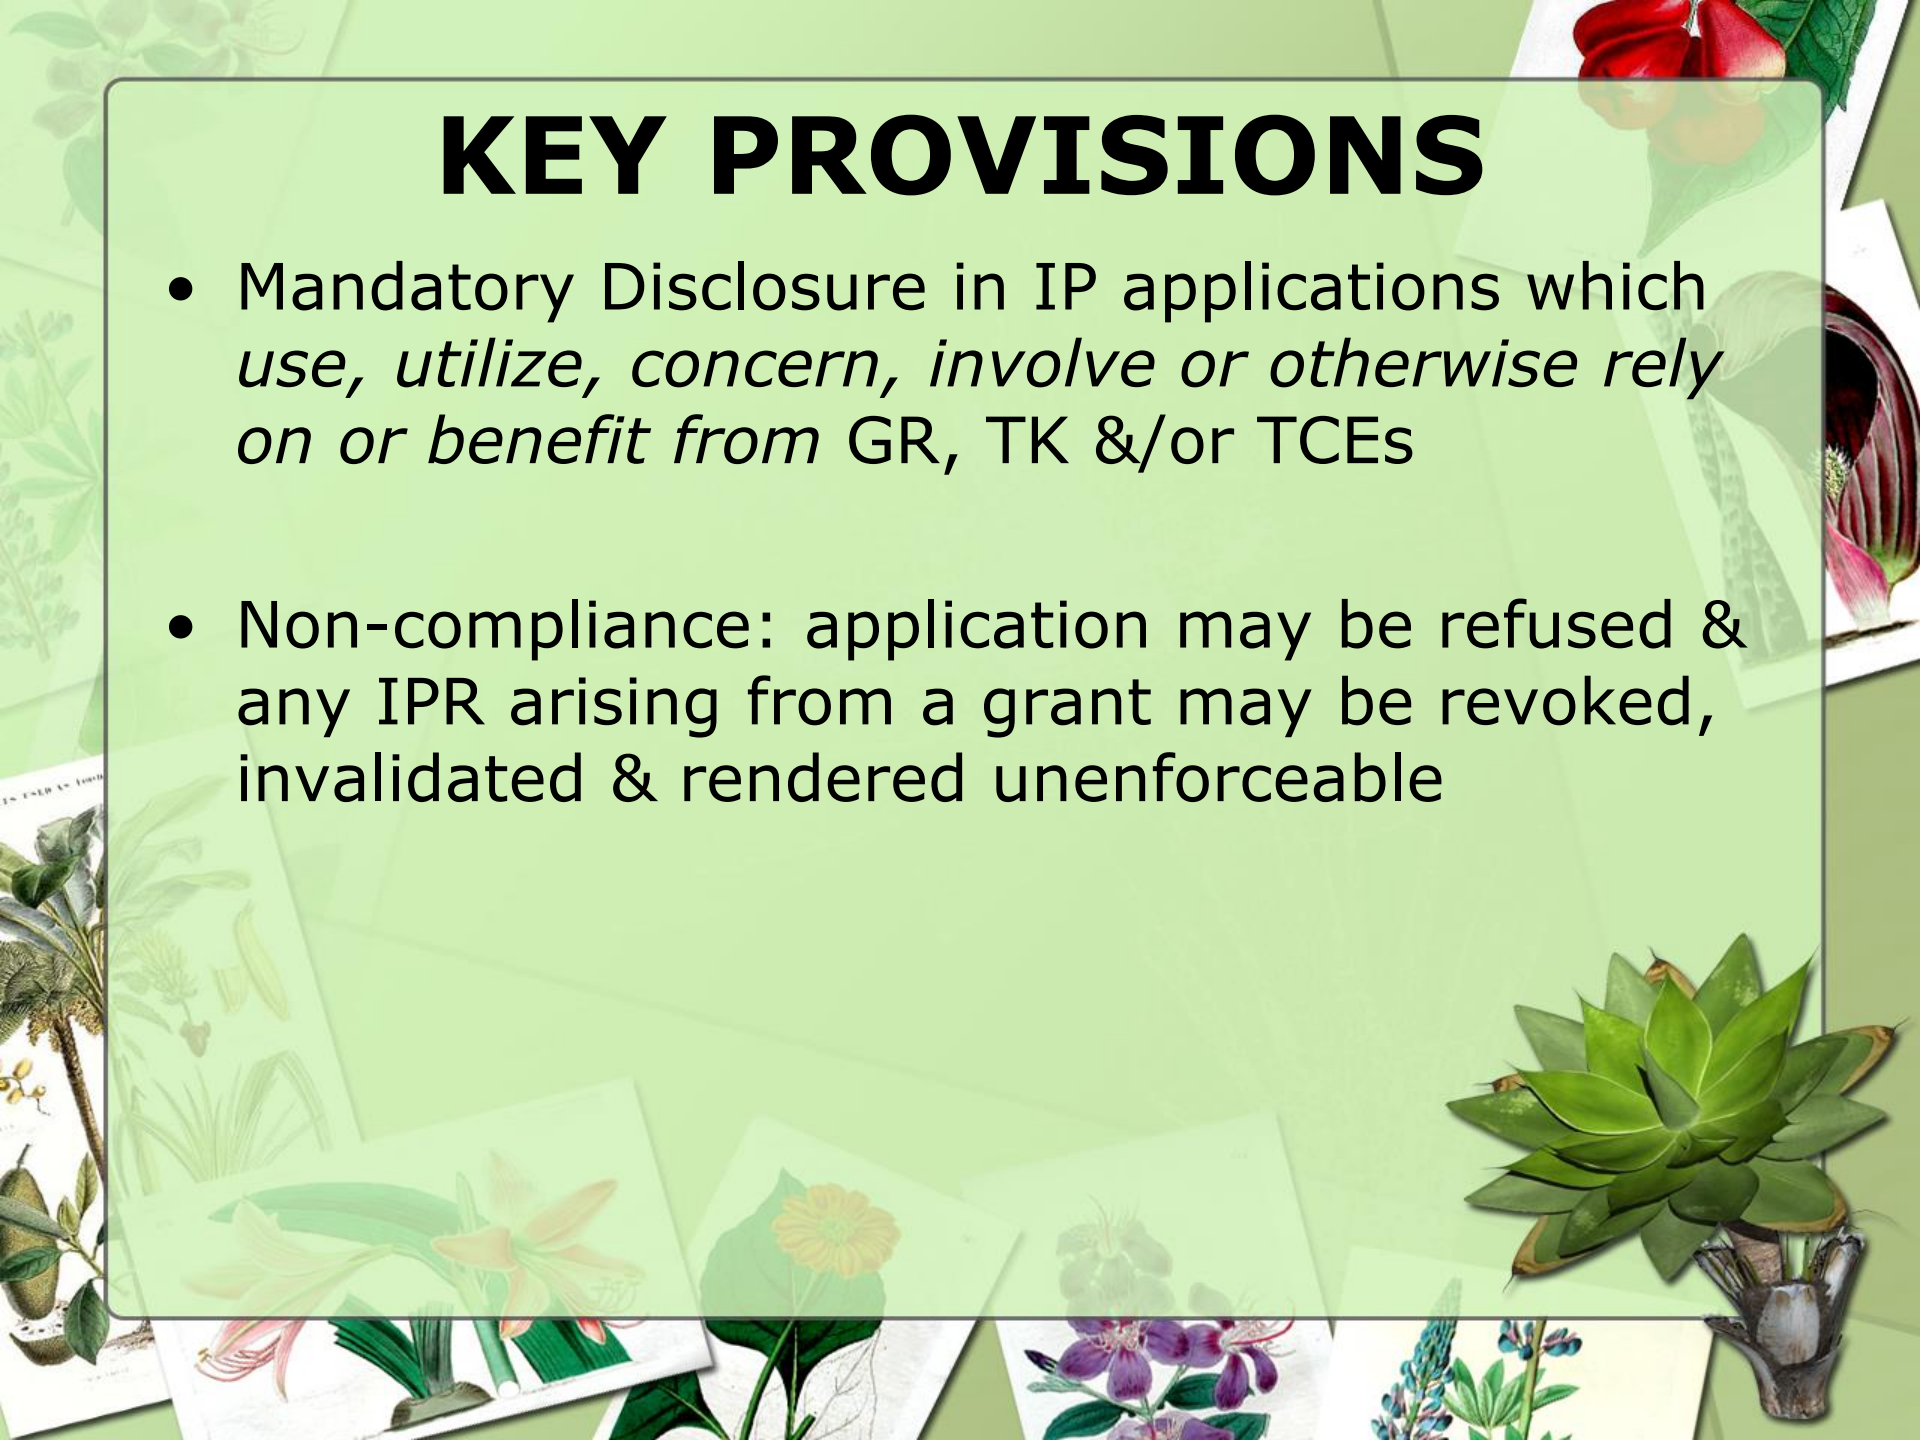 KEY PROVISIONS
• Mandatory Disclosure in IP applications which
use, utilize, concern, involve or otherwise rely
on or benefit from GR, TK &/or TCEs
• Non-compliance: application may be refused &
any IPR arising from a grant may be revoked,
invalidated & rendered unenforceable